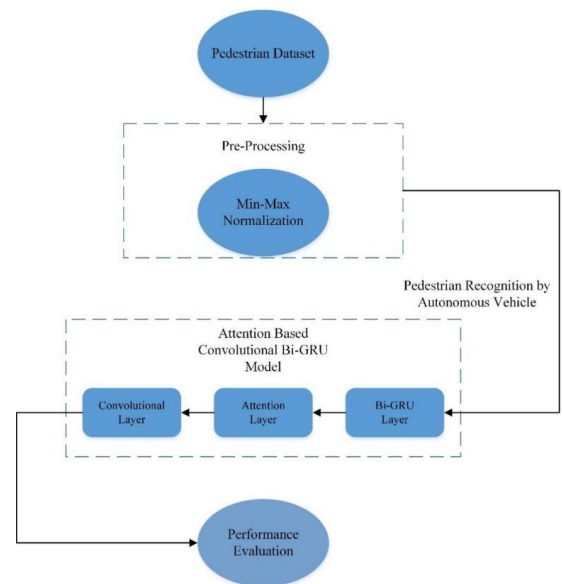 Pedestrian Dataset
Pre-Processing
Min-Max
Normalization
Pedestrian Recognition by
Autonomous Vehicle
Attention Based
Convolutional Bi-GRU
Model
Convolutional
Layer
Attention
Layer
Bi-GRU
Layer
Performance
Evaluation